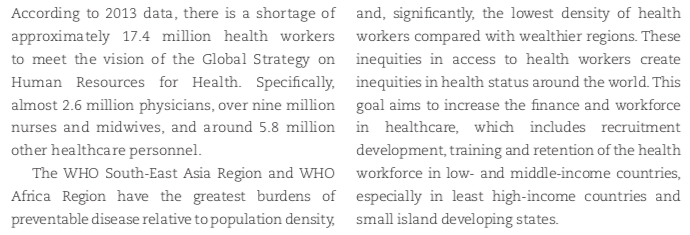 According to 2013 data, there is a shortage of
approximately 17.4 million health workers
to meet the vision of the Global Strategy on
Human Resources for Health. Specifically,
almost 2.6 million physicians, over nine million
nurses and midwives, and around 5.8 million
other healthcare personnel.
The WHO South-East Asia Region and WHO
Africa Region have the greatest burdens of
preventable disease relative to population density,
and, significantly, the lowest density of health
workers compared with wealthier regions. These
inequities in access to health workers create
inequities in health status around the world. This
goal aims to increase the finance and workforce
in healthcare, which includes recruitment
development, training and retention of the health
workforce in low- and middle-income countries,
especially in least high-income countries and
small island developing states.